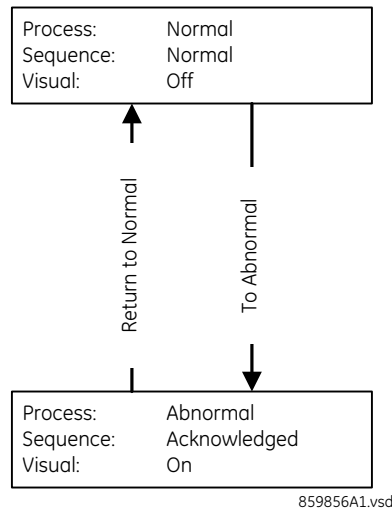 Process: Normal
Sequence: Normal
Visual: Off
Return to Normal
To Abnormal
Process: Abnormal
Sequence: Acknowledged
Visual: On
859856A1.vsd